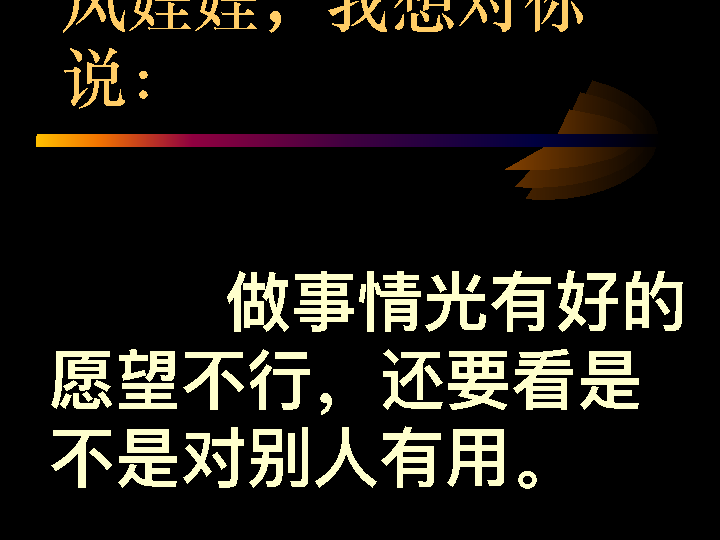 风娃娃，我想对你
说：
做事情光有好的
愿望不行，还要看是
不是对别人有用。